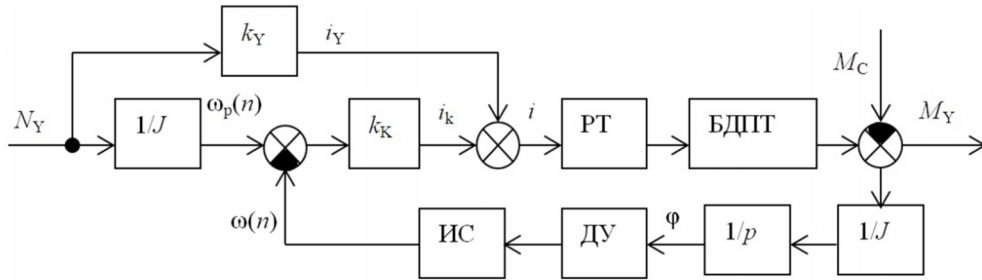 k_Y
i_Y
M_C
N_Y
1/J
ω_p(n)
k_K
i_k
i
РТ
БДПТ
M_Y
ω(n)
ИС
ДУ
φ
1/p
1/J